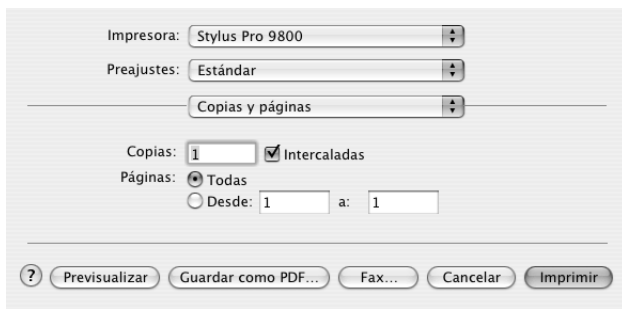 Impresora: Stylus Pro 9800
Preajustes: Estándar
Copias y páginas
Copias: 1 Intercaladas
Páginas: Todas
Desde: 1 a: 1
? Previsualizar Guardar como PDF... Fax... Cancelar Imprimir